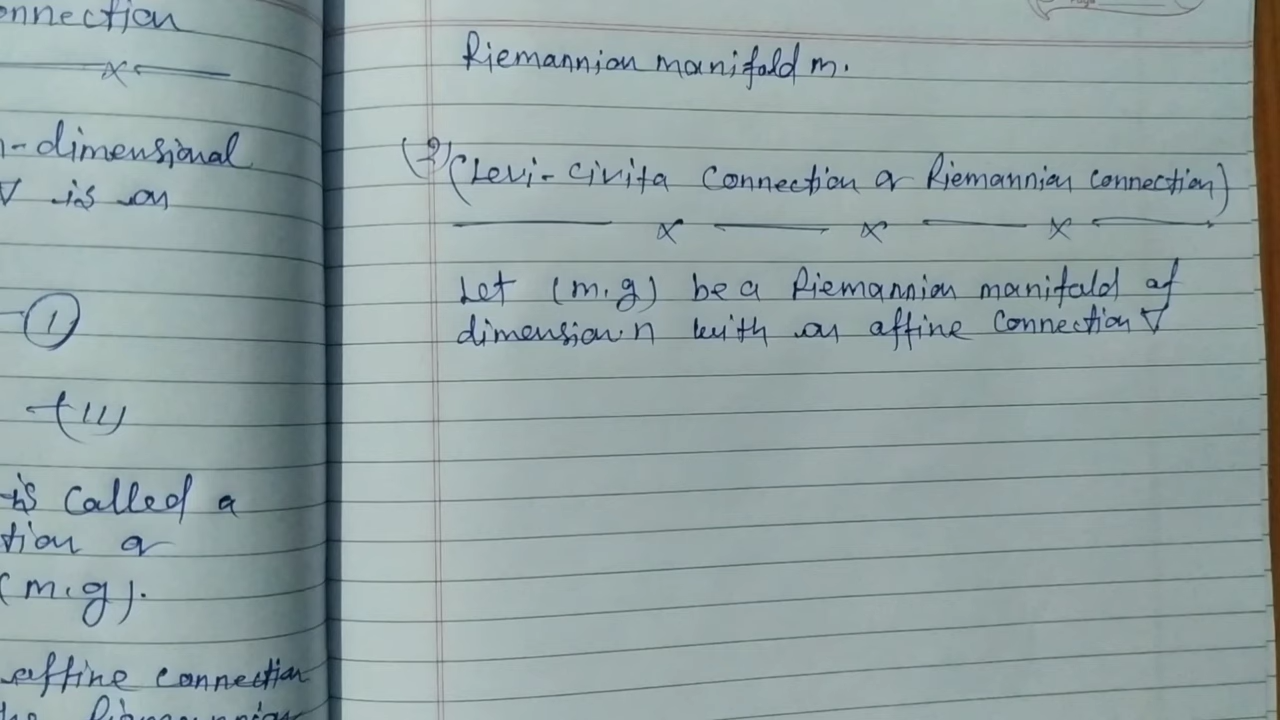 onnection
n-dimensional
∇ is an
①
(ii)
is called a
tion or
(m,g).
affine connection
Riemannian manifold m.
(2) (Levi-Civita Connection or Riemannian Connection)
Let (m,g) be a Riemannian manifold of
dimension n with an affine connection ∇